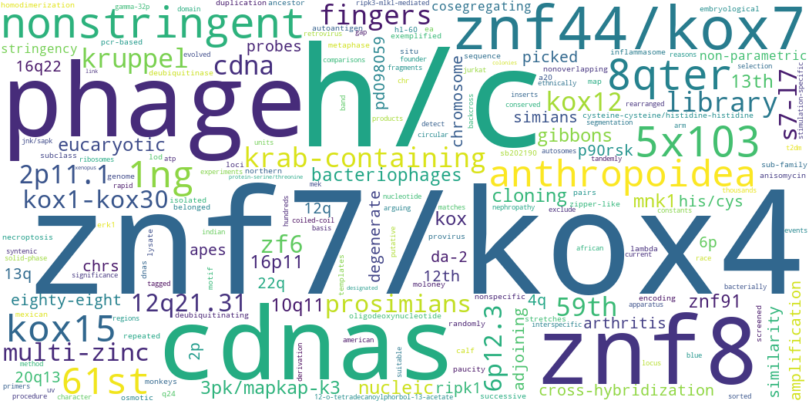 homodimerization
gamma-32p
domain
duplication
ancestor
ripk3-mlkl-mediated
cosegregating
nonstringent
fingers
znf44/kox7
autoantigen
hl-60
ea
stringency
pcr-based
retrovirus
gap
exemplified
metaphase
kruppel
cdna
probes
situ
founder
fragments
evolved
comparisons
jurkat
pd098059
chromosome
sequence
inflammasome
picked
non-parametric
embryological
reasons
nonoverlapping
selection
16q22
deubiquitinase
link
phage
h/c
8qter
13th
ethnically
map
simulation-specific
chr
inserts
conserved
backcross
rearranged
kox12
library
s7-17
jnk/sapk
band
products
detect
circular
cysteine-cysteine/histidine-histidine
segmentation
arm
eucaryotic
simians
gibbons
5x103
subclass
units
p90rsk
autosomes
tandemly
ribosomes
lod
atp
krab-containing
sb202190
t2de
xenopus
genome
rapid
loci
experiments
northern
protein-serine/threonine
anthropoidea
sub-family
anisomycin
2p11.1
1ng
bacteriophages
cloning
pairs
zipper-like
kox1-kox30
isolated
belonged
mek
nucleotide
matches
arguing
mnk1
his/cys
nephropathy
exclude
constants
thousands
erk1
hundreds
12q
coiled-coil
basis
degenerate
kox
putative
znf7/kox4
necroptosis
indian
zf6
provirus
african
lambda
current
6p
race
events
syntenic
solid-phase
chrs
significance
motif
apes
16p11
da-2
12th
moloney
designated
bacterially
13q
dnas
lysate
tagged
22q
templates
prosimians
4q
nonspecific
59th
encoding
apparatus
znf91
eighty-eight
12q21.31
deubiquitinating
10q11
oligodeoxynucleotide
6p12.3
adjoining
stretches
interspecific
arthritis
screened
similarity
amplification
mexican
regions
repeated
kox15
cdnas
randomly
american
derivation
suitable
calf
paucity
znf8
locus
blue
multi-zinc
2p
method
20q13
primers
uv
61st
procedure
character
osmotic
monkeys
q24
3pk/mapkap-k3
12-o-tetradecanoylphorbol-13-acetate
nucleic
ripk1
successive
cross-hybridization
sorted